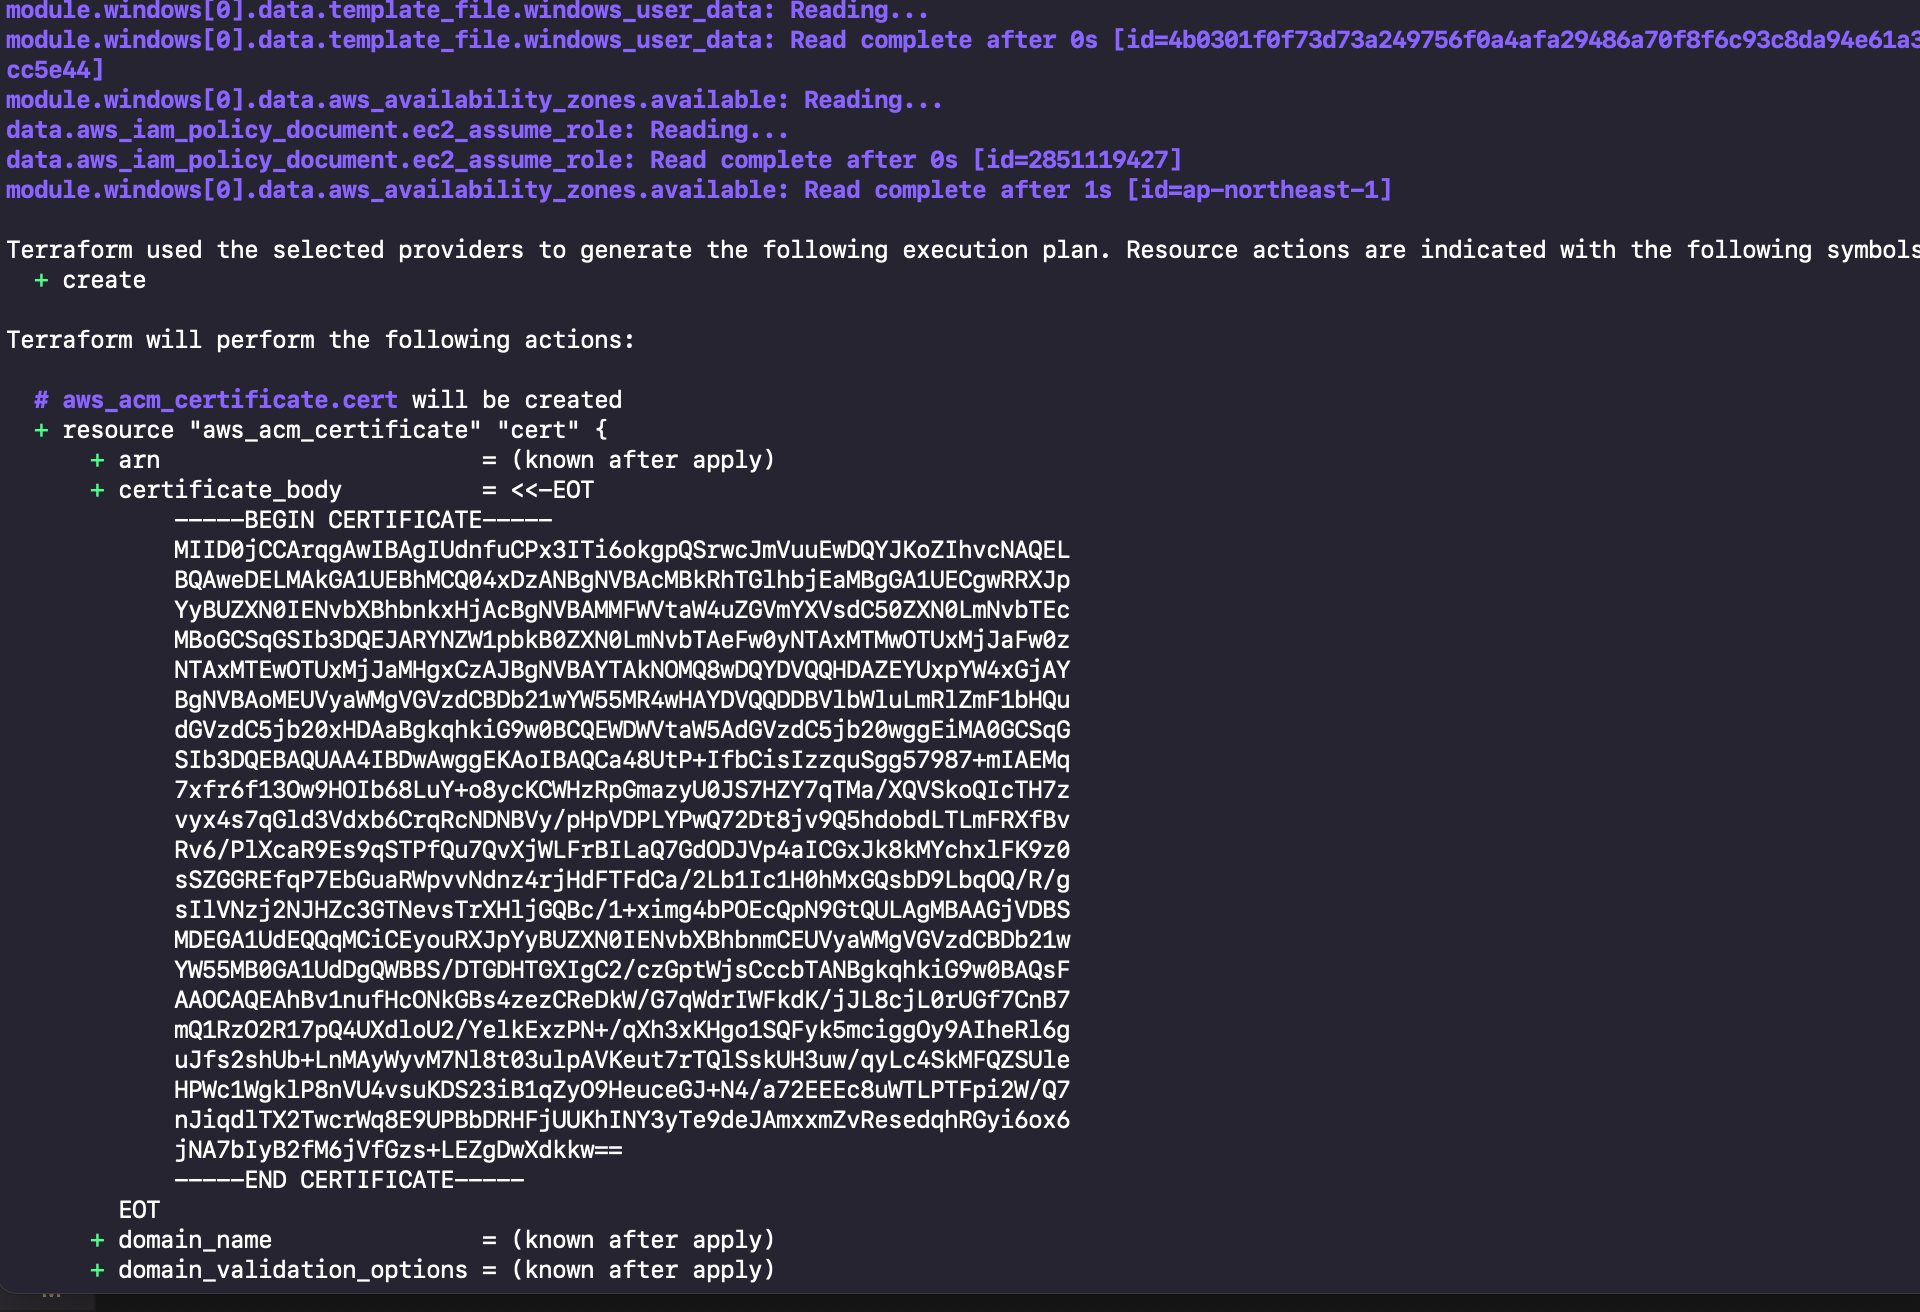 module.windows[0].data.template_file.windows_user_data: Reading...
module.windows[0].data.template_file.windows_user_data: Read complete after 0s [id=4b0301f0f73d73a249756f0a4afa29486a70f8f6c93c8da94e61a3
cc5e44]
module.windows[0].data.aws_availability_zones.available: Reading...
data.aws_iam_policy_document.ec2_assume_role: Reading...
data.aws_iam_policy_document.ec2_assume_role: Read complete after 0s [id=2851119427]
module.windows[0].data.aws_availability_zones.available: Read complete after 1s [id=ap-northeast-1]
Terraform used the selected providers to generate the following execution plan. Resource actions are indicated with the following symbols
+ create
Terraform will perform the following actions:
# aws_acm_certificate.cert will be created
+ resource "aws_acm_certificate" "cert" {
+ arn = (known after apply)
+ certificate_body = <<-EOT
-----BEGIN CERTIFICATE-----
MIID0jCCArqgAwIBAgIUdnfuCPx3ITi6okgpQSrwcJmVuuEwDQYJKoZIhvcNAQEL
BQAweDELMAkGA1UEBhMCQ04xDzANBgNVBAcMBkRhTGlhbjEaMBgGA1UECgwRRXJp
YyBUZXN0IENvbXBhbnkxHjAcBgNVBAMMFWVtaW4uZGVmYXVsdC50ZXN0LmNvbTEc
MBoGCSqGSIb3DQEJARYNZW1pbkB0ZXN0LmNvbTAeFw0yNTAxMTMwOTUxMjJaFw0z
NTAxMTEwOTUxMjJaMHgxCzAJBgNVBAYTAkNOMQ8wDQYDVQQHDAZEYUxpYW4xGjAY
BgNVBAoMEUVyaWMgVGVzdCBDb21wYW55MR4wHAYDVQQDDBVlbWluLmRlZmF1bHQu
dGVzdC5jb20xHDAaBgkqhkiG9w0BCQEWDWVtaW5AdGVzdC5jb20wggEiMA0GCSqG
SIb3DQEBAQUAA4IBDwAwggEKAoIBAQCa48UtP+IfbCisIzzquSgg57987+mIAEMq
7xfr6f13Ow9HOIb68LuY+o8ycKCWHzRpGmazyU0JS7HZY7qTMa/XQVSkoQIcTH7z
vyx4s7qGld3Vdxb6CrqRcNDNBVy/pHpVDPLYPwQ72Dt8jv9Q5hdobdLTLmFRXfBv
Rv6/PlXcaR9Es9qSTPfQu7QvXjWLFrBILaQ7GdODJVp4aICGxJk8kMYchxlFK9z0
sSZGGREfqP7EbGuaRWpvvNdnz4rjHdFTFdCa/2Lb1Ic1H0hMxGQsbD9LbqOQ/R/g
sIlVNzj2NJHZc3GTNevsTrXHljGQBc/1+ximg4bPOEcQpN9GtQULAgMBAAGjVDBS
MDEGA1UdEQQqMCiCEyouRXJpYyBUZXN0IENvbXBhbnmCEUVyaWMgVGVzdCBDb21w
YW55MB0GA1UdDgQWBBS/DTGDHTGXIgC2/czGptWjsCccbTANBgkqhkiG9w0BAQsF
AAOCAQEAhBv1nufHcONkGBs4zezCReDkW/G7qWdrIWFkdK/jJL8cjL0rUGf7CnB7
mQ1RzO2R17pQ4UXdloU2/YelkExzPN+/qXh3xKHgo1SQFyk5mciggOy9AIheRl6g
uJfs2shUb+LnMAyWyvM7Nl8t03ulpAVKeut7rTQlSskUH3uw/qyLc4SkMFQZSUle
HPWc1WgklP8nVU4vsuKDS23iB1qZyO9HeuceGJ+N4/a72EEEc8uWTLPTFpi2W/Q7
nJiqdlTX2TwcrWq8E9UPBbDRHFjUUKhINY3yTe9deJAmxxmZvResedqhRGyi6ox6
jNA7bIyB2fM6jVfGzs+LEZgDwXdkkw==
-----END CERTIFICATE-----
EOT
+ domain_name = (known after apply)
+ domain_validation_options = (known after apply)